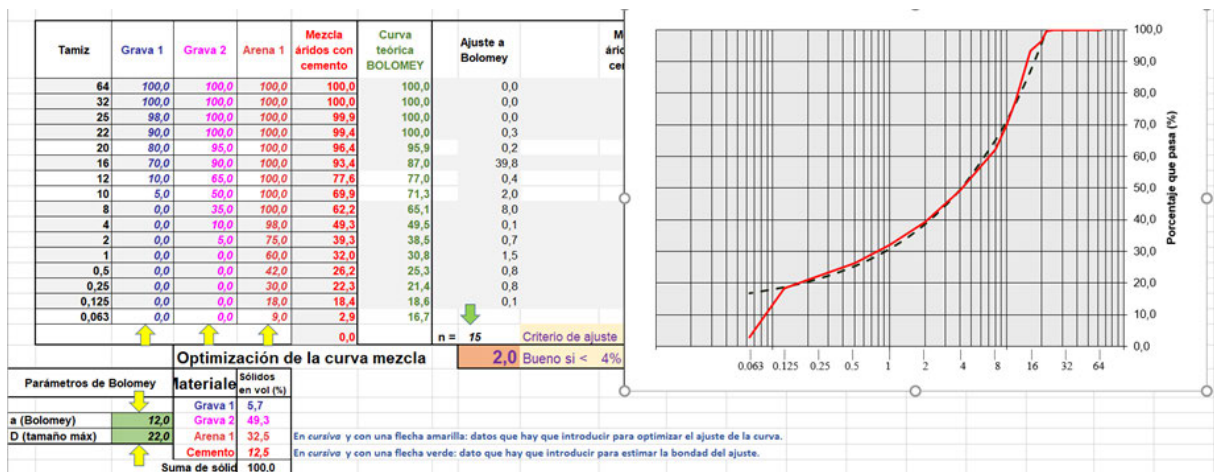 Tamiz Grava 1 Grava 2 Arena 1 Mezcla áridos con cemento Curva teórica BOLOMEY Ajuste a Bolomey
64 100,0 100,0 100,0 100,0 100,0 0,0
32 100,0 100,0 100,0 100,0 100,0 0,0
25 98,0 100,0 100,0 99,9 100,0 0,0
22 90,0 100,0 100,0 99,4 100,0 0,3
20 80,0 95,0 100,0 96,4 95,9 0,2
16 70,0 90,0 100,0 93,4 87,0 39,8
12 10,0 65,0 100,0 77,6 77,0 0,4
10 5,0 50,0 100,0 69,9 71,3 2,0
8 0,0 35,0 100,0 62,2 65,1 8,0
4 0,0 10,0 98,0 49,3 49,5 0,1
2 0,0 5,0 75,0 39,3 38,5 0,7
1 0,0 0,0 60,0 32,0 30,8 1,5
0,5 0,0 0,0 42,0 26,2 25,3 0,8
0,25 0,0 0,0 30,0 22,3 21,4 0,8
0,125 0,0 0,0 18,0 18,4 18,6 0,1
0,063 0,0 0,0 9,0 2,9 16,7
0,0 n = 15 Criterio de ajuste
Optimización de la curva mezcla 2,0 Bueno si < 4%
Parámetros de Bolomey
a (Bolomey) 12,0
D (tamaño máx) 22,0
Materiale Sólidos en vol (%)
Grava 1 5,7
Grava 2 49,3
Arena 1 32,5
Cemento 12,5
Suma de sólid 100,0
En cursiva y con una flecha amarilla: datos que hay que introducir para optimizar el ajuste de la curva.
En cursiva y con una flecha verde: dato que hay que introducir para estimar la bondad del ajuste.
100,0
90,0
80,0
70,0
60,0
50,0
40,0
30,0
20,0
10,0
0,0
Porcentaje que pasa (%)
0.063 0.125 0.25 0.5 1 2 4 8 16 32 64